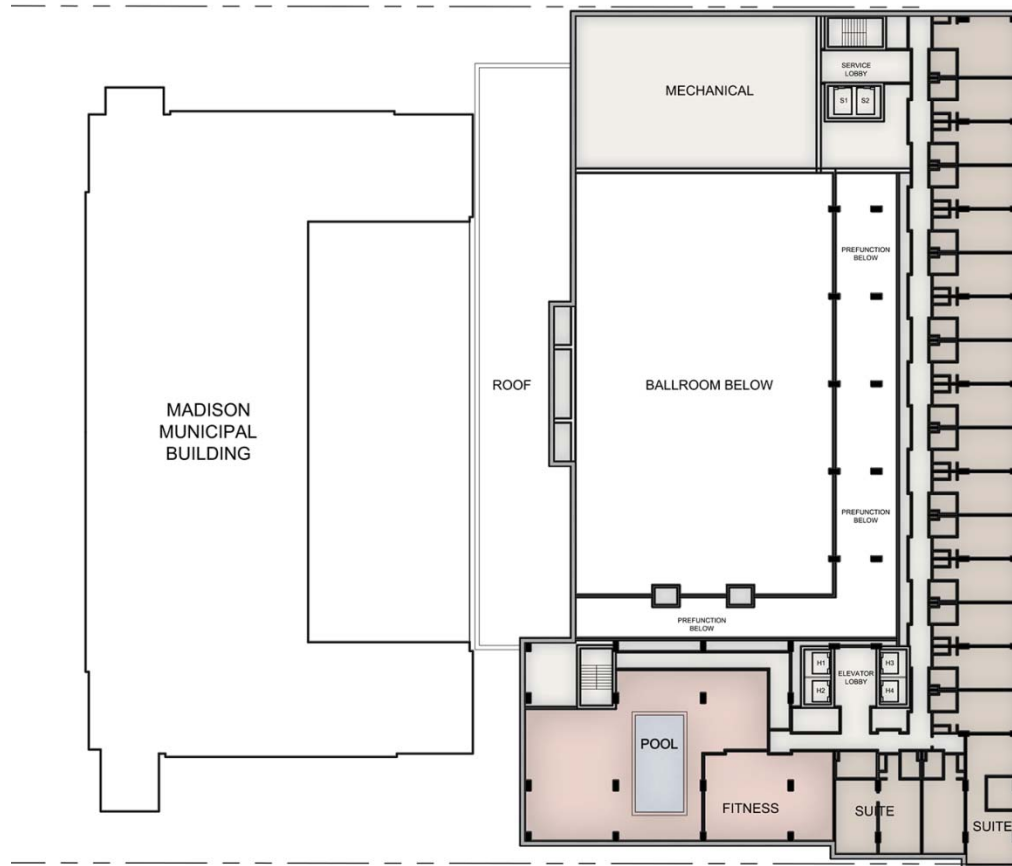 MECHANICAL
SERVICE
LOBBY
S1 S2
PREFUNCTION
BELOW
MADISON
MUNICIPAL
BUILDING
ROOF
BALLROOM BELOW
PREFUNCTION
BELOW
PREFUNCTION
BELOW
H1
H2
ELEVATOR
LOBBY
H3
H4
POOL
FITNESS
SUITE
SUITE